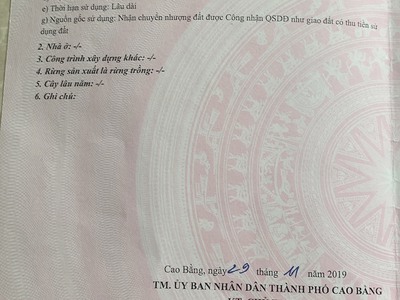 e) Thời hạn sử dụng: Lâu dài
g) Nguồn gốc sử dụng: Nhân chuyển nhượng đất được Công nhận QSDĐ như giao đất có thu tiền sử
dụng đất
2. Nhà ở: -/-
3. Công trình xây dựng khác: -/-
4. Rừng sản xuất là rừng trồng: -/-
5. Cây lâu năm: -/-
6. Ghi chú:
Cao Bằng, ngày 29 tháng 11 năm 2019
TM. ỦY BAN NHÂN DÂN THÀNH PHỐ CAO BẰNG